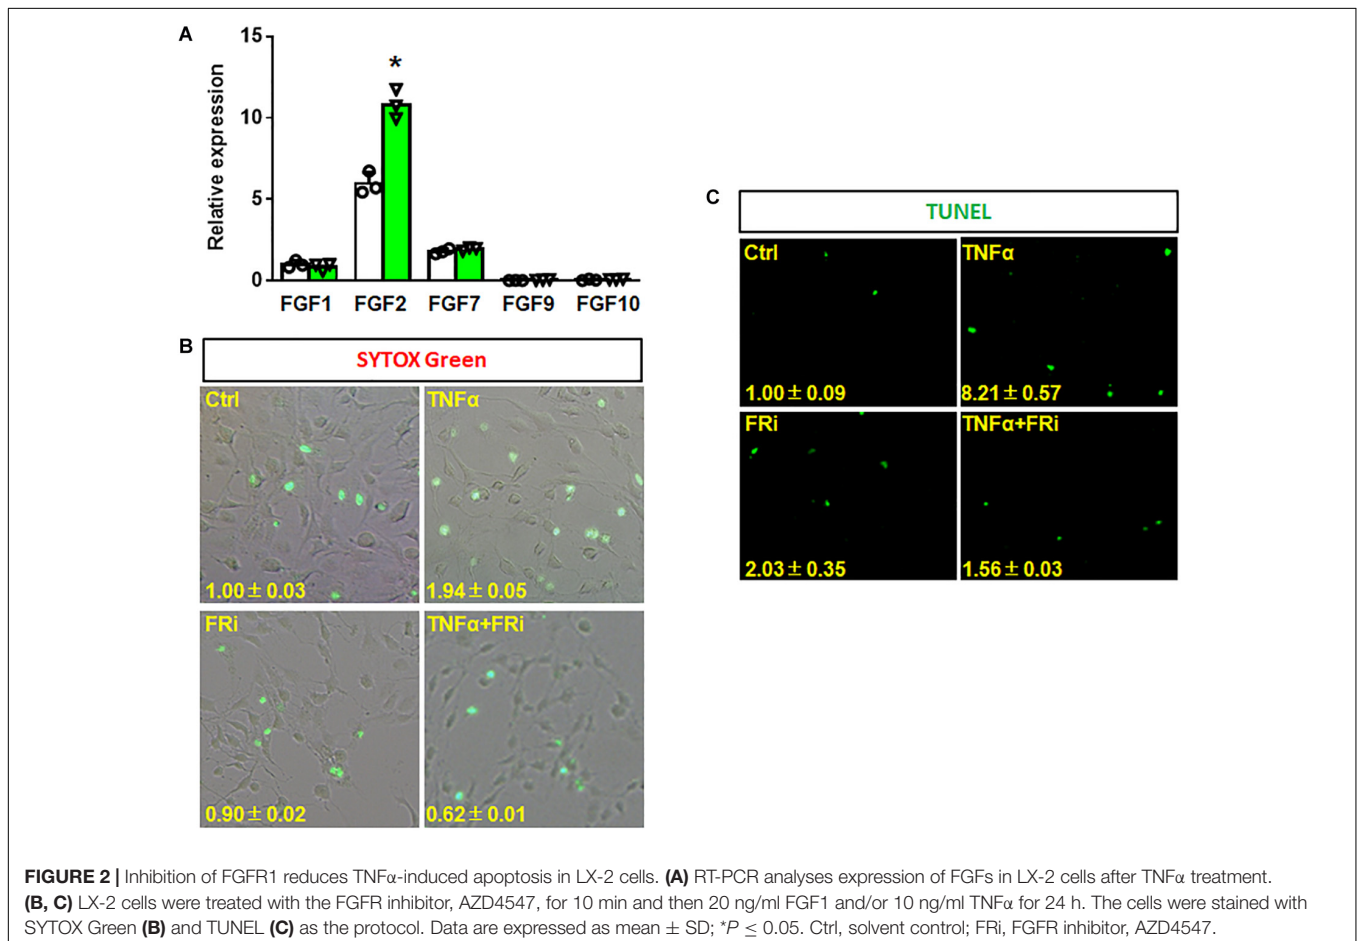 A
15
10
5
0
Relative expression
*
FGF1 FGF2 FGF7 FGF9 FGF10
B
SYTOX Green
Ctrl
1.00 ± 0.03
TNFα
1.94 ± 0.05
FRi
0.90 ± 0.02
TNFα+FRi
0.62 ± 0.01
C
TUNEL
Ctrl
1.00 ± 0.09
TNFα
8.21 ± 0.57
FRi
2.03 ± 0.35
TNFα+FRi
1.56 ± 0.03
FIGURE 2 | Inhibition of FGFR1 reduces TNFα-induced apoptosis in LX-2 cells. (A) RT-PCR analyses expression of FGFs in LX-2 cells after TNFα treatment.
(B, C) LX-2 cells were treated with the FGFR inhibitor, AZD4547, for 10 min and then 20 ng/ml FGF1 and/or 10 ng/ml TNFα for 24 h. The cells were stained with
SYTOX Green (B) and TUNEL (C) as the protocol. Data are expressed as mean ± SD; *P ≤ 0.05. Ctrl, solvent control; FRi, FGFR inhibitor, AZD4547.